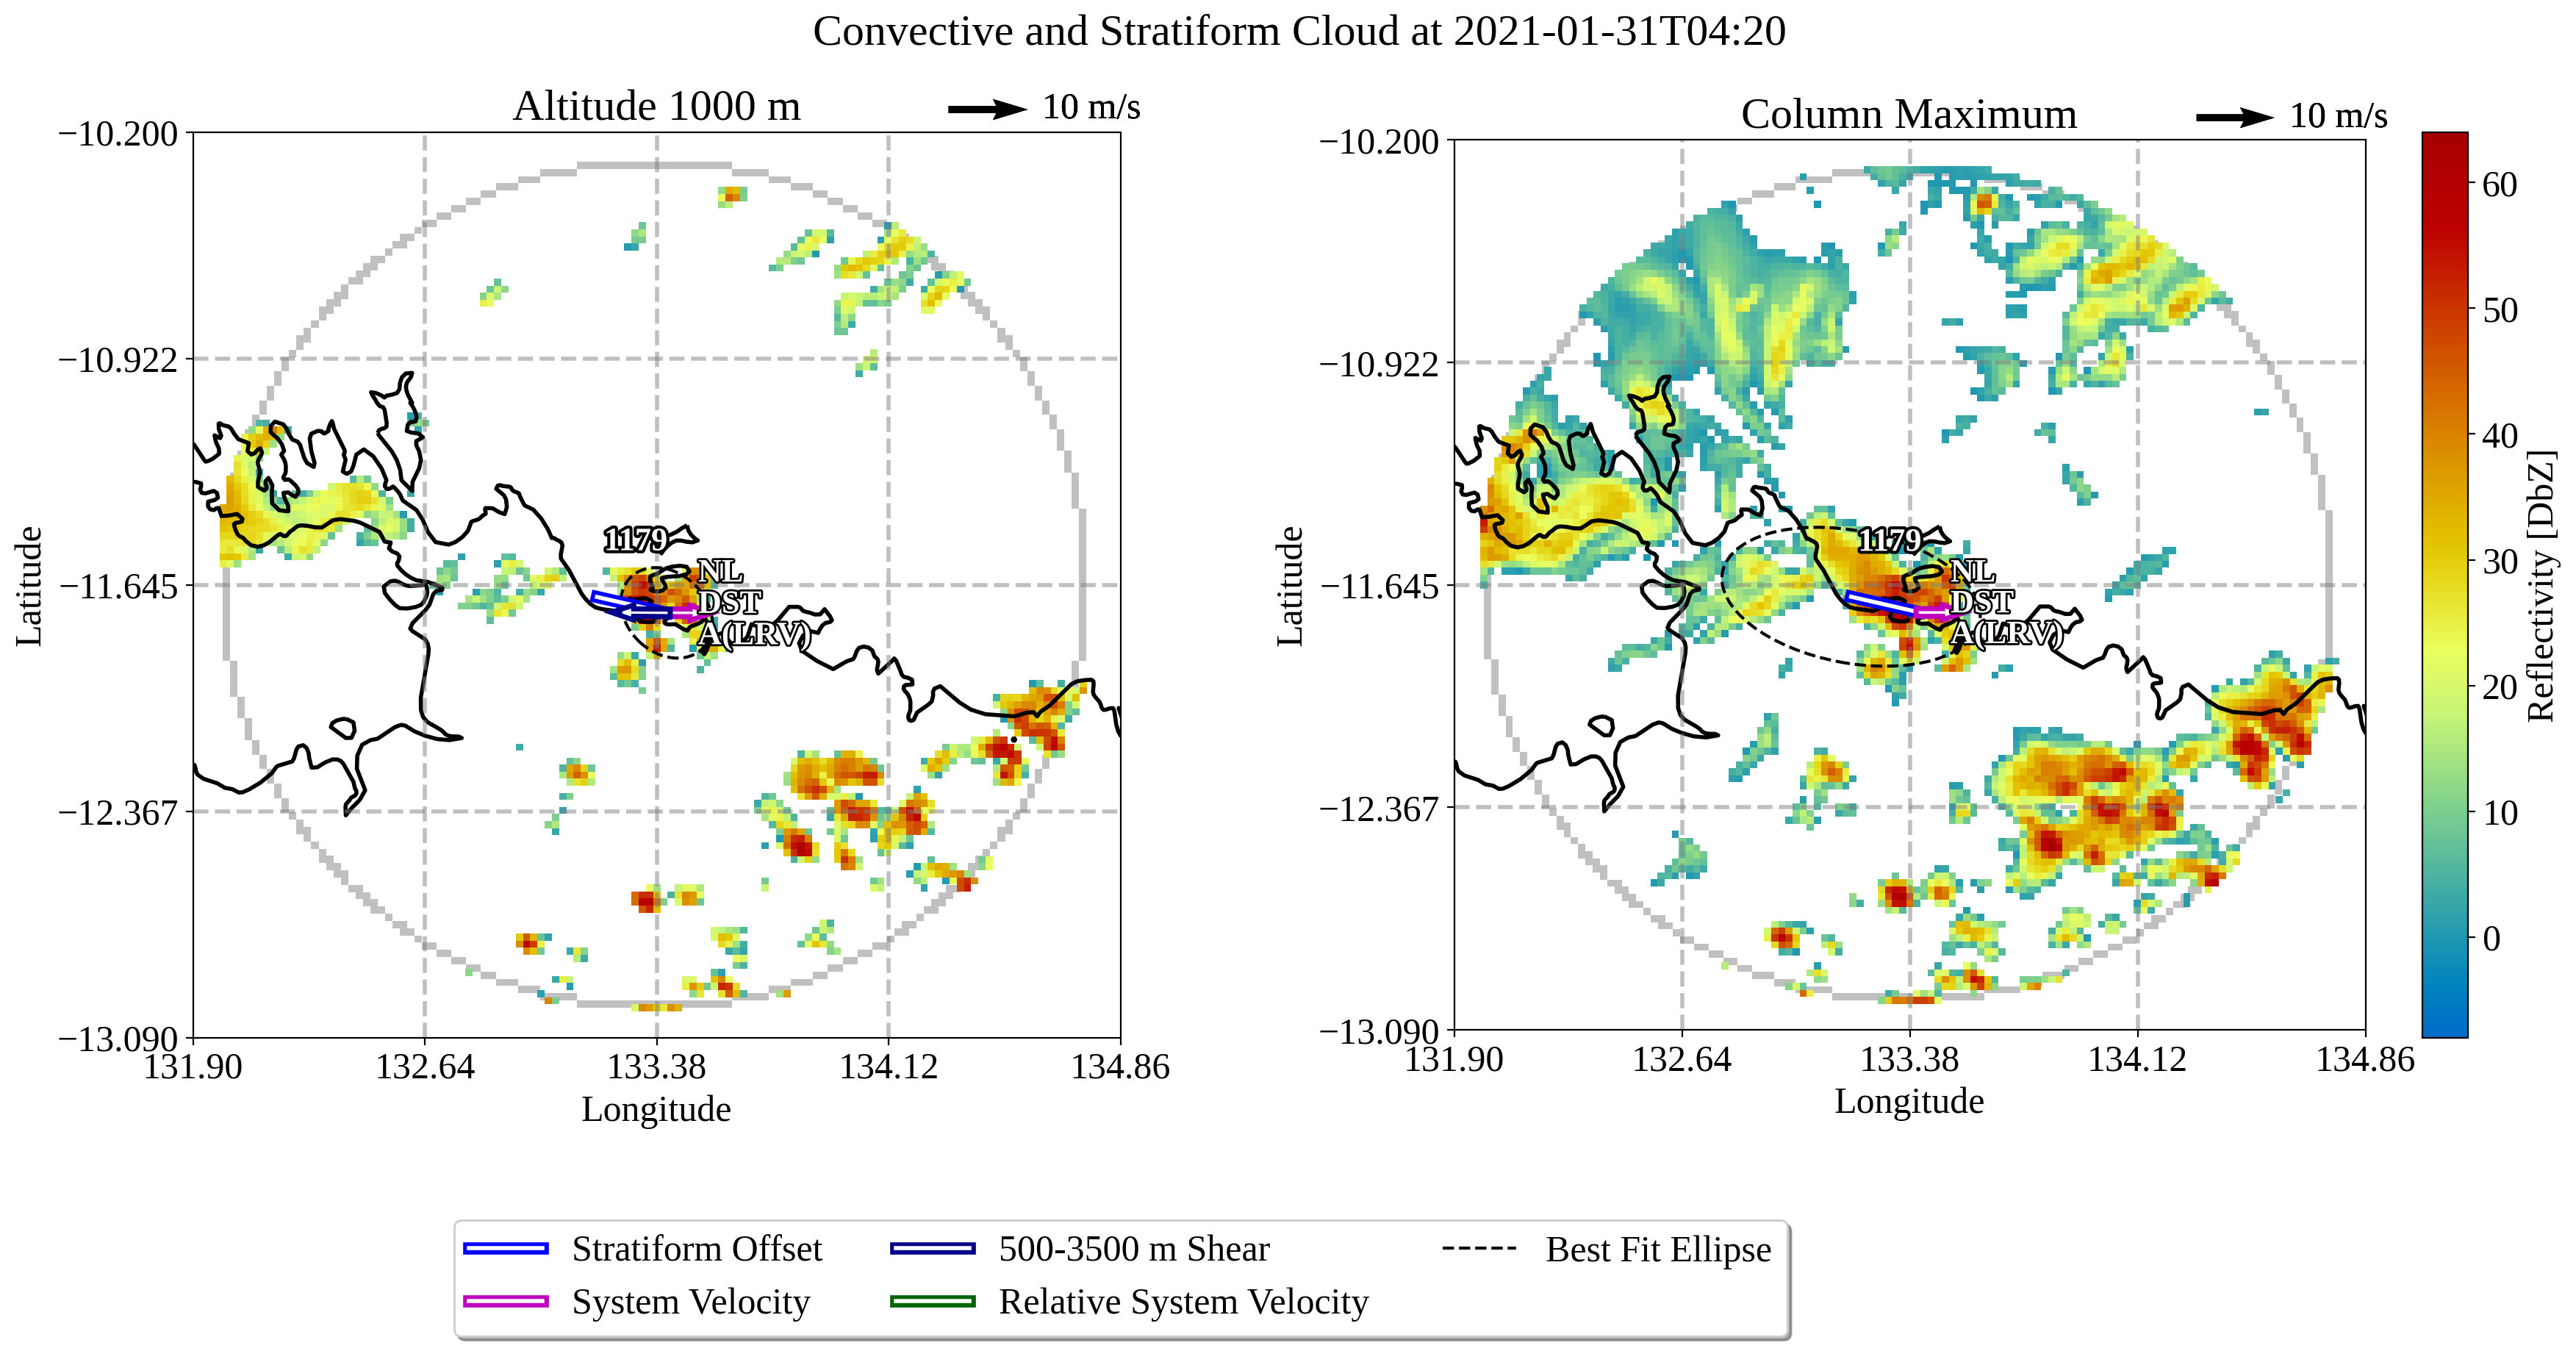 Convective and Stratiform Cloud at 2021-01-31T04:20
Altitude 1000 m
10 m/s
Column Maximum
10 m/s
−10.200
−10.922
−11.645
−12.367
−13.090
Latitude
131.90
132.64
133.38
134.12
134.86
Longitude
1179
NL
DST
A(LRV)
−10.200
−10.922
−11.645
−12.367
−13.090
Latitude
131.90
132.64
133.38
134.12
134.86
Longitude
1179
NL
DST
A(LRV)
60
50
40
30
20
10
0
Reflectivity [DbZ]
Stratiform Offset
500-3500 m Shear
Best Fit Ellipse
System Velocity
Relative System Velocity